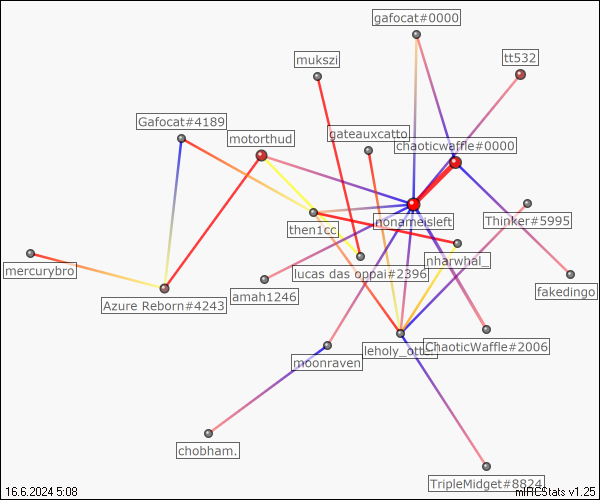 gafocat#0000
tt532
mukszi
Gafocat#4189
gateauxcatto
motorthud
chaoticwaffle#0000
nonameisleft
Thinker#5995
then1cc
nharwhal_
mercurybro
lucas das oppai#2396
fakedingo
Azure Reborn#4243
amah1246
ChaoticWaffle#2006
leholy_otter
moonraven
chobham.
TripleMidget#8824
16.6.2024 5:08
mIRCStats v1.25